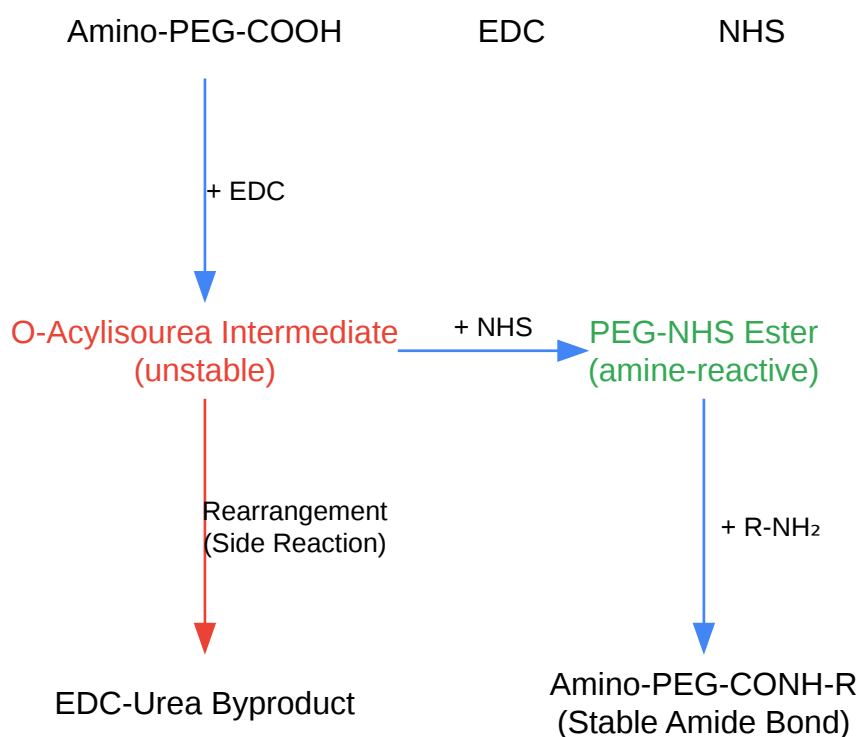 Amino-PEG-COOH
EDC
NHS
+ EDC
O-Acylisourea Intermediate
(unstable)
+ NHS
PEG-NHS Ester
(amine-reactive)
Rearrangement
(Side Reaction)
+ R-NH₂
EDC-Urea Byproduct
Amino-PEG-CONH-R
(Stable Amide Bond)